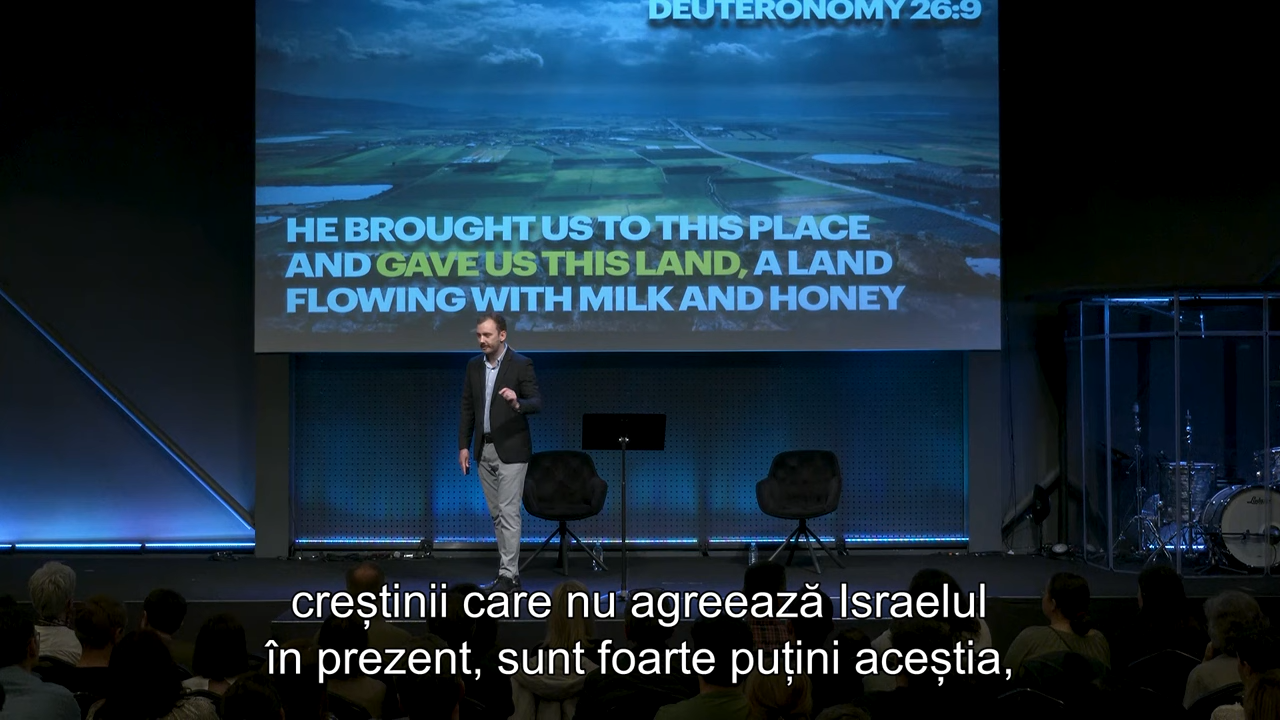 DEUTERONOMY 26:9
HE BROUGHT US TO THIS PLACE
AND GAVE US THIS LAND, A LAND
FLOWING WITH MILK AND HONEY
creștinii care nu agreează Israelul
în prezent, sunt foarte puțini aceștia,